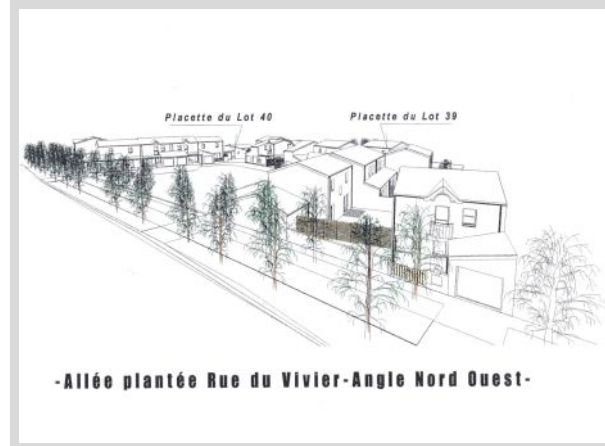 Placette du Lot 40
Placette du Lot 39
-Allée plantée Rue du Vivier-Angle Nord Ouest-